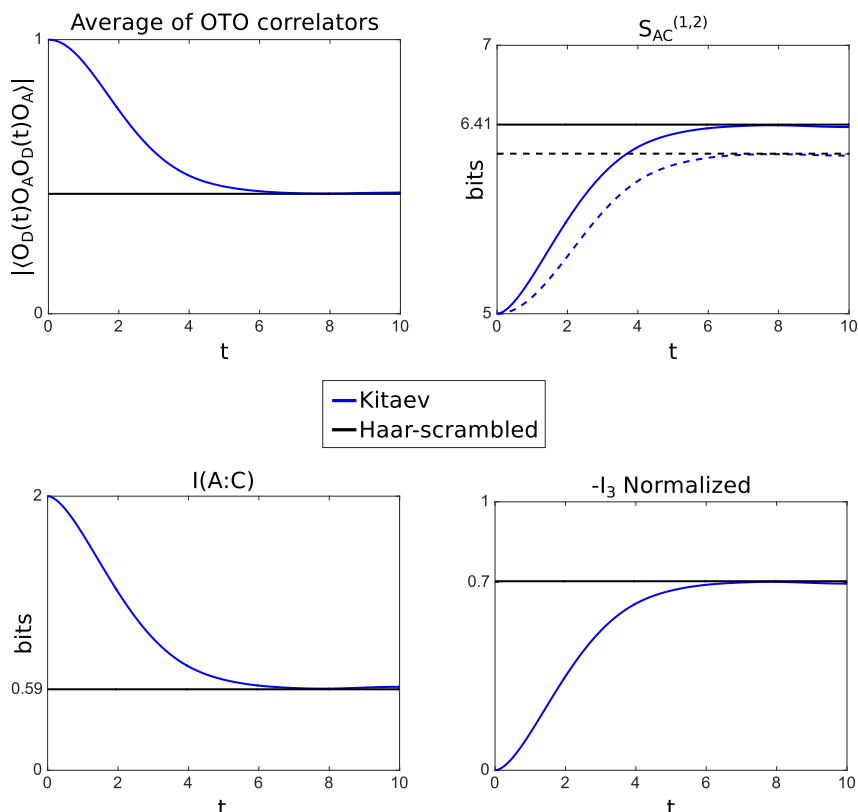 Average of OTO correlators
|⟨O_D(t)O_AO_D(t)O_A⟩|
1
0
0 2 4 6 8 10
t
S_AC^(1,2)
bits
7
6.41
5
0 2 4 6 8 10
t
Kitaev
Haar-scrambled
I(A:C)
bits
2
0.59
0
0 2 4 6 8 10
t
-I_3 Normalized
1
0.7
0
0 2 4 6 8 10
t